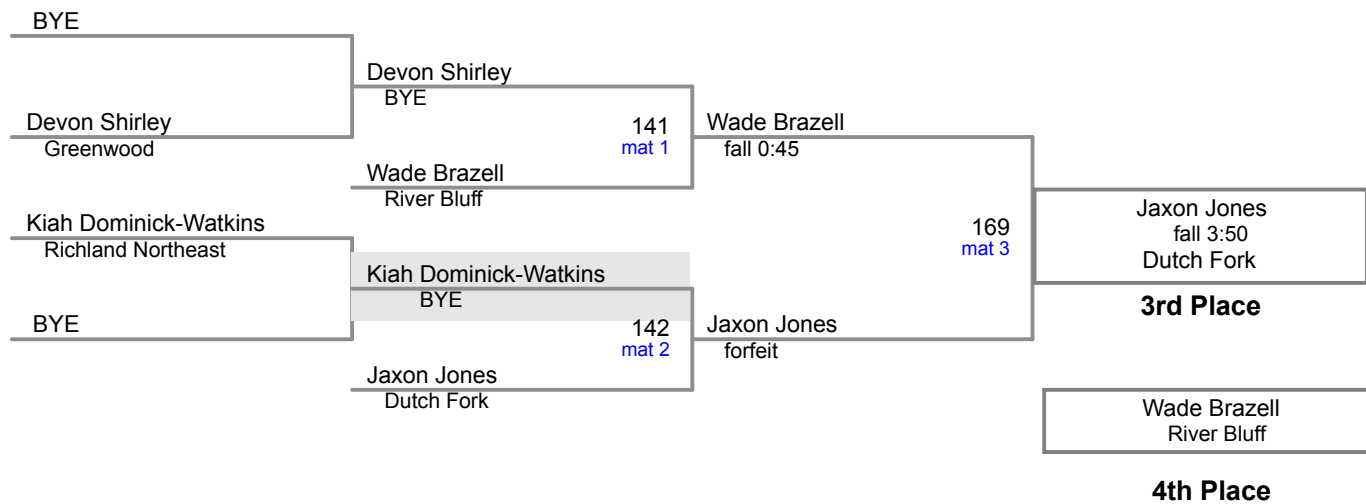 BYE
Devon Shirley
BYE
Devon Shirley
Greenwood
141
mat 1
Wade Brazell
fall 0:45
Wade Brazell
River Bluff
Kiah Dominick-Watkins
Richland Northeast
169
mat 3
Jaxon Jones
fall 3:50
Dutch Fork
3rd Place
Kiah Dominick-Watkins
BYE
BYE
142
mat 2
Jaxon Jones
forfeit
Jaxon Jones
Dutch Fork
Wade Brazell
River Bluff
4th Place